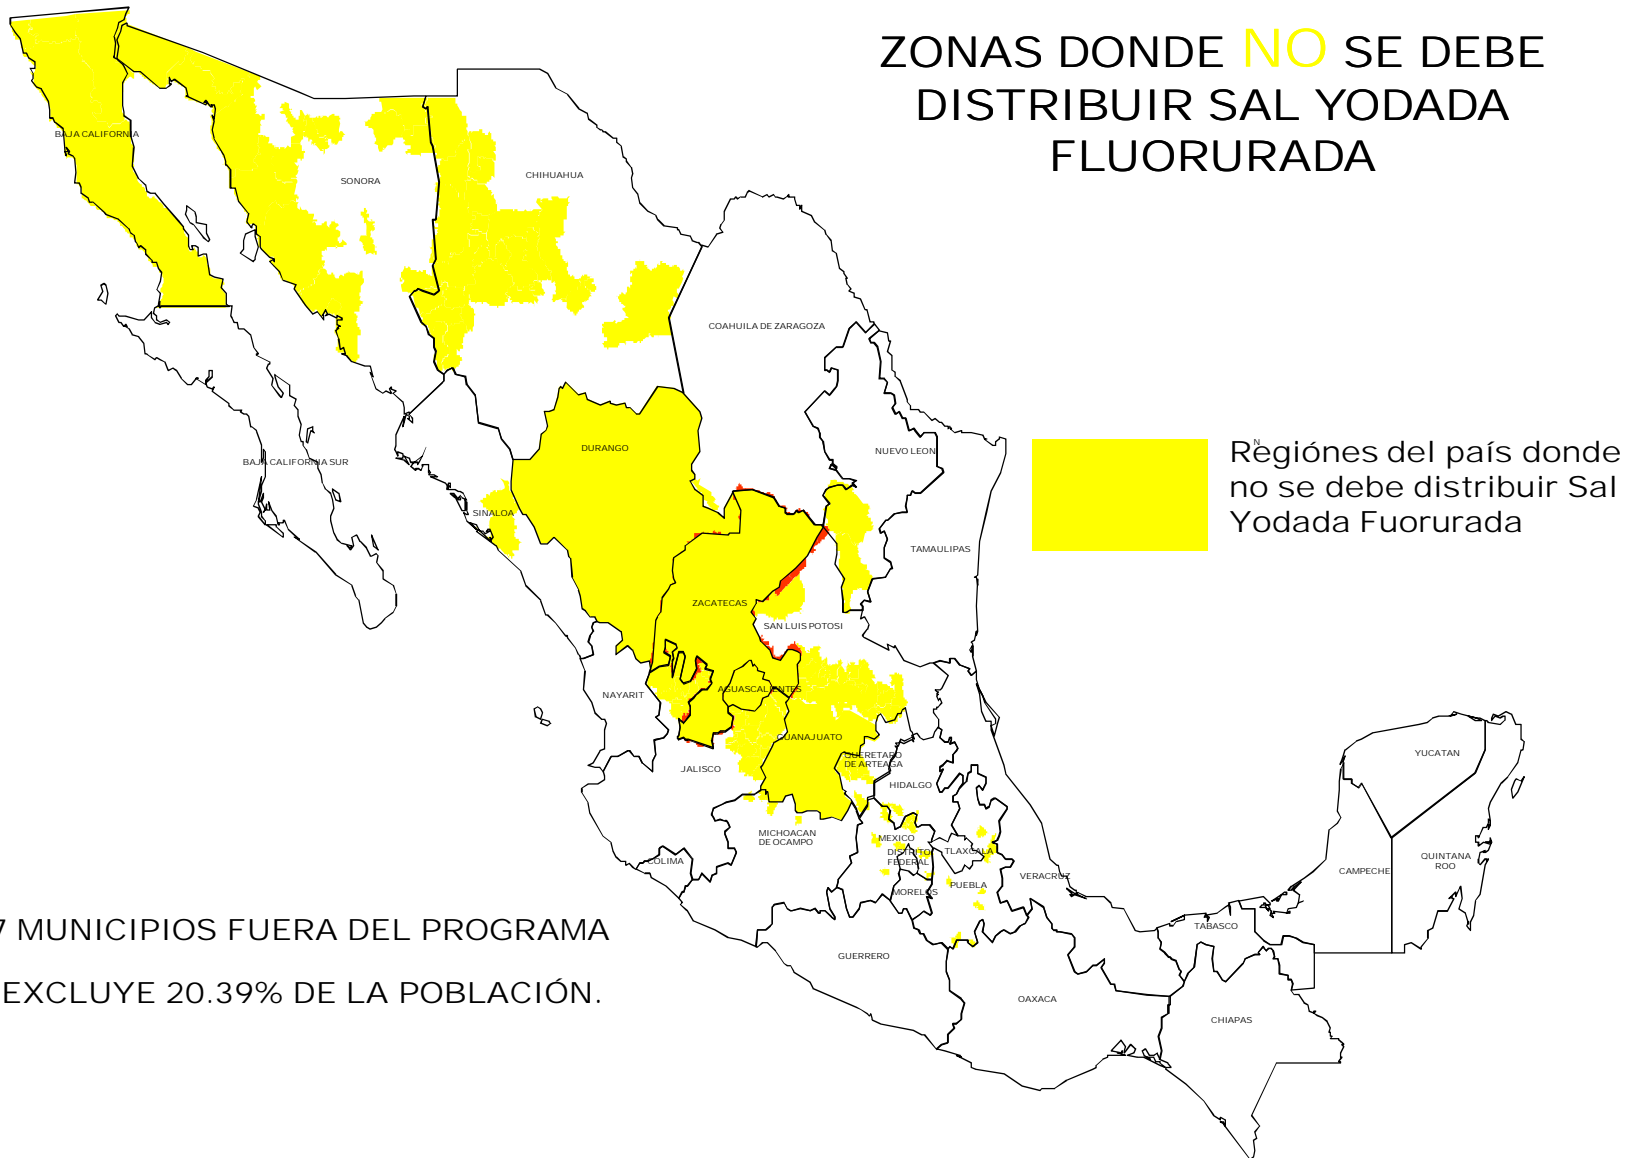 ZONAS DONDE NO SE DEBE
DISTRIBUIR SAL YODADA
FLUORURADA
BAJA CALIFORNIA
SONORA
CHIHUAHUA
COAHUILA DE ZARAGOZA
BAJA CALIFORNIA SUR
DURANGO
NUEVO LEON
SINALOA
TAMAULIPAS
ZACATECAS
SAN LUIS POTOSI
NAYARIT
AGUASCALIENTES
GUANAJUATO
QUERETARO
DE ARTEAGA
JALISCO
HIDALGO
MICHOACAN
DE OCAMPO
MEXICO
DISTRITO
FEDERAL
TLAXCALA
COLIMA
MORELOS
PUEBLA
VERACRUZ
YUCATAN
CAMPECHE
QUINTANA
ROO
TABASCO
GUERRERO
OAXACA
CHIAPAS
N
Regiónes del país donde
no se debe distribuir Sal
Yodada Fuorurada
7 MUNICIPIOS FUERA DEL PROGRAMA
EXCLUYE 20.39% DE LA POBLACIÓN.